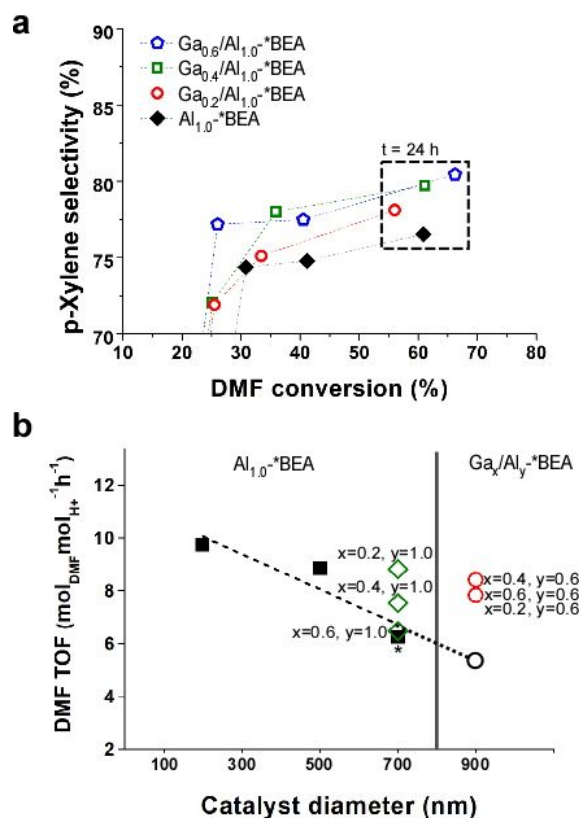 a
p-Xylene selectivity (%)
90
85
80
75
70
Ga0.6/Al1.0-*BEA
Ga0.4/Al1.0-*BEA
Ga0.2/Al1.0-*BEA
Al1.0-*BEA
t = 24 h
10 20 30 40 50 60 70 80
DMF conversion (%)
b
DMF TOF (molDMFmolH+-1h-1)
12
10
8
6
4
2
Al1.0-*BEA
Gax/Aly-*BEA
x=0.2, y=1.0
x=0.4, y=1.0
x=0.6, y=1.0
*
x=0.4, y=0.6
x=0.6, y=0.6
x=0.2, y=0.6
100 300 500 700 900
Catalyst diameter (nm)